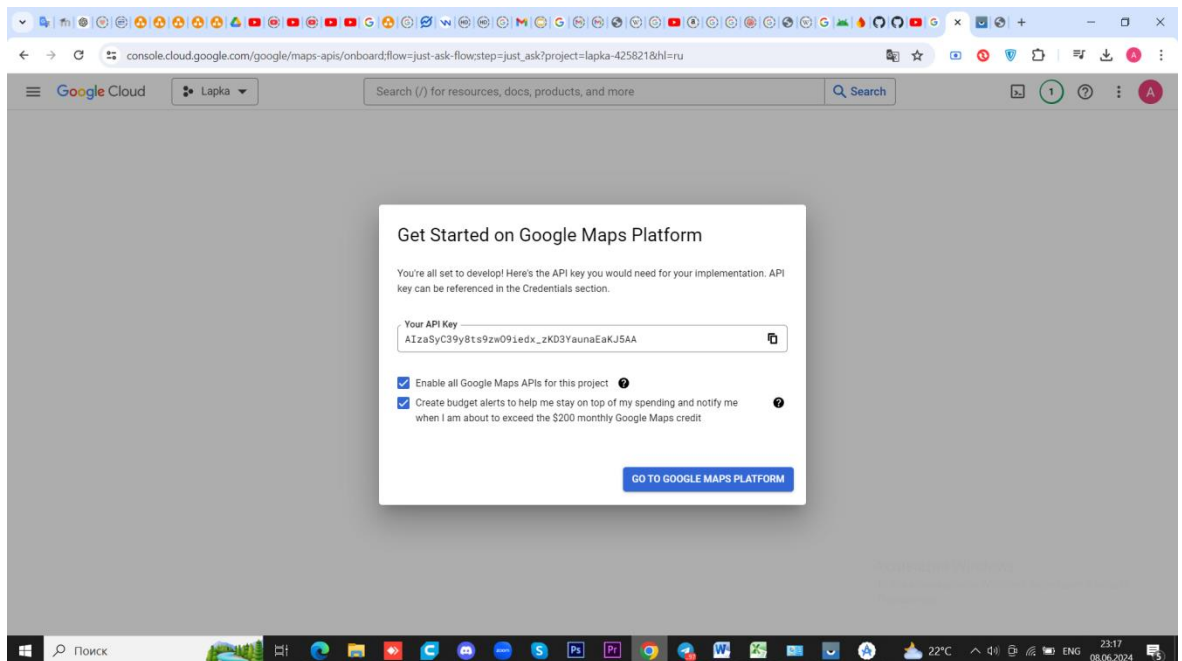 console.cloud.google.com/google/maps-apis/onboard;flow=just-ask-flow;step=just_ask?project=lapka-425821&hl=ru
Google Cloud
Lapka
Search (/) for resources, docs, products, and more
Search
1
A
Get Started on Google Maps Platform
You're all set to develop! Here's the API key you would need for your implementation. API
key can be referenced in the Credentials section.
Your API Key
AIzaSyC39y8ts9zwO9iedx_zKD3YaunaEaKJ5AA
Enable all Google Maps APIs for this project
Create budget alerts to help me stay on top of my spending and notify me
when I am about to exceed the $200 monthly Google Maps credit
GO TO GOOGLE MAPS PLATFORM
Поиск
22°C
ENG
23:17
08.06.2024